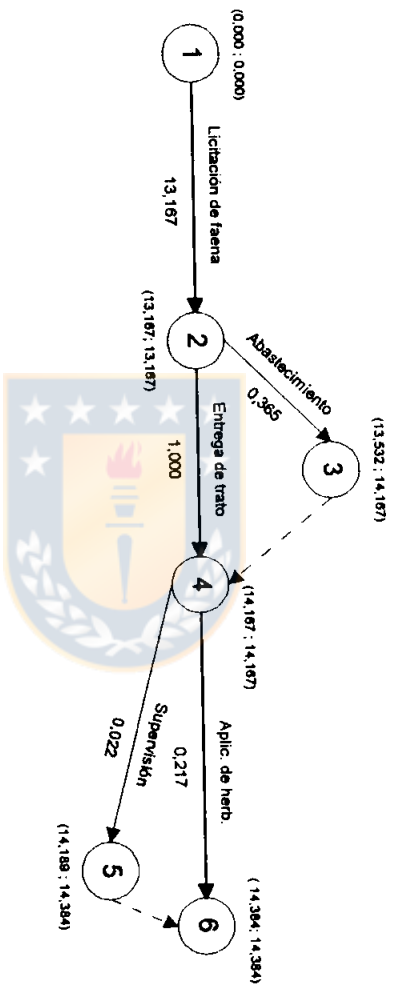 (0,000 : 0,000)
1
Licitación de faena
13,167
2
(13,167; 13,167)
Abastecimiento
0,365
(13,532 : 14,167)
3
Entrega de trato
1,000
4
(14,167 : 14,167)
Aplic. de herb.
0,217
Supervisión
0.022
5
(14,189 : 14,384)
6
(14,384; 14,384)